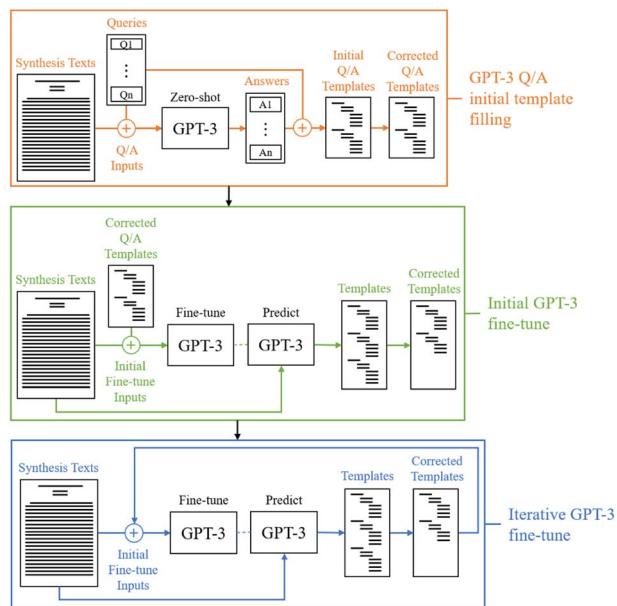 Queries
Q1
Qn
Synthesis Texts
Q/A
Inputs
Zero-shot
GPT-3
Answers
A1
An
Initial
Q/A
Templates
Corrected
Q/A
Templates
GPT-3 Q/A
initial template
filling
Corrected
Q/A
Templates
Synthesis Texts
Initial
Fine-tune
Inputs
Fine-tune
GPT-3
Predict
GPT-3
Templates
Corrected
Templates
Initial GPT-3
fine-tune
Synthesis Texts
Initial
Fine-tune
Inputs
Fine-tune
GPT-3
Predict
GPT-3
Templates
Corrected
Templates
Iterative GPT-3
fine-tune